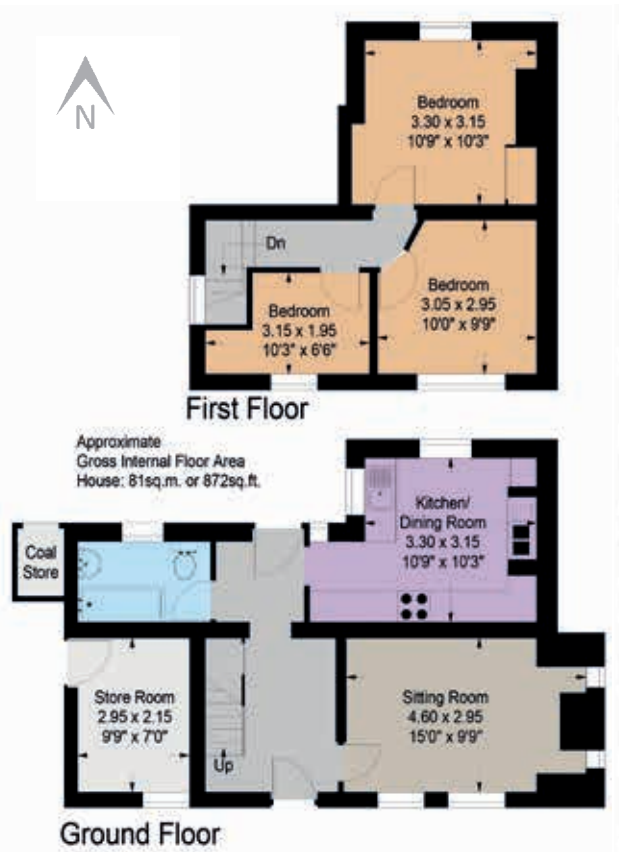 N
Bedroom
3.30 x 3.15
10'9" x 10'3"
Dn
Bedroom
3.15 x 1.95
10'3" x 6'6"
Bedroom
3.05 x 2.95
10'0" x 9'9"
First Floor
Approximate
Gross Internal Floor Area
House: 81sq.m. or 872sq.ft.
Coal
Store
Kitchen/
Dining Room
3.30 x 3.15
10'9" x 10'3"
Store Room
2.95 x 2.15
9'9" x 7'0"
Up
Sitting Room
4.60 x 2.95
15'0" x 9'9"
Ground Floor